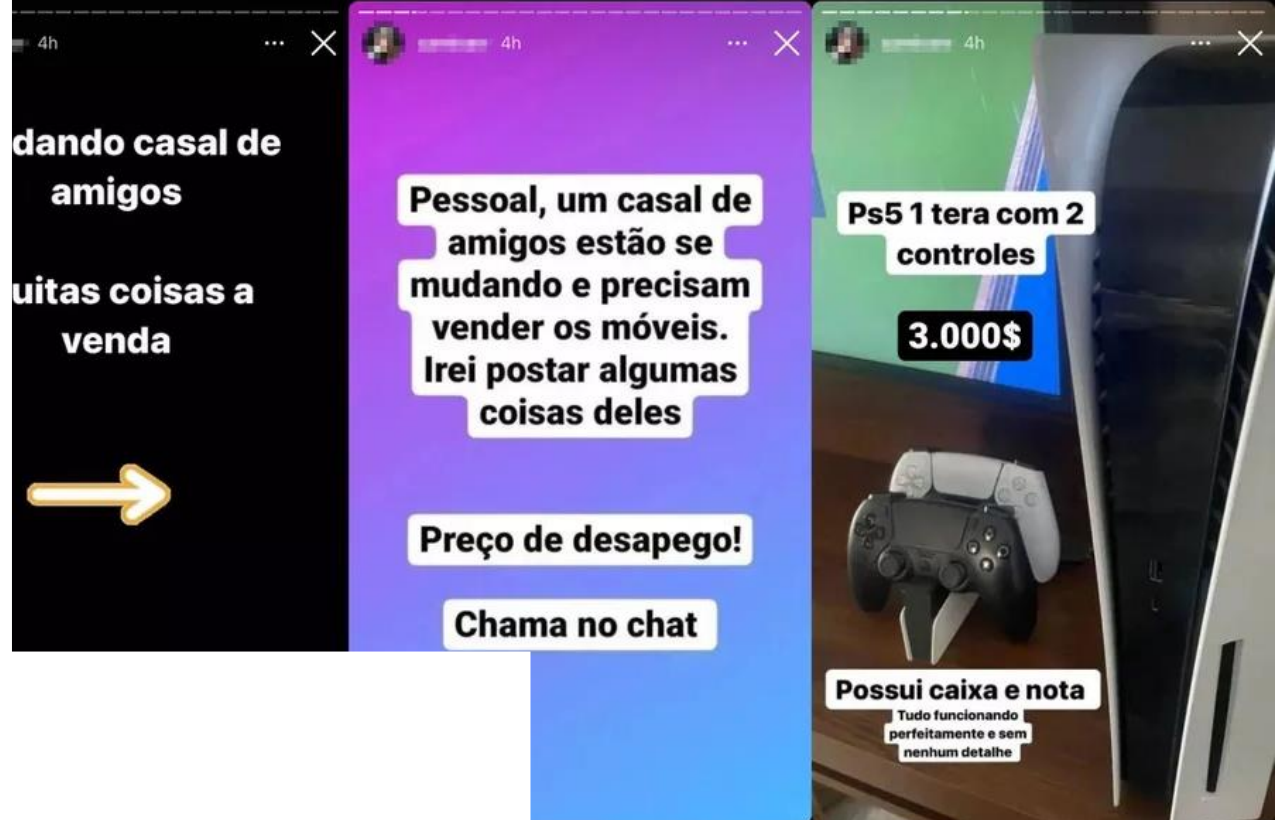 4h
dando casal de
amigos
uitas coisas a
venda
4h
Pessoal, um casal de
amigos estão se
mudando e precisam
vender os móveis.
Irei postar algumas
coisas deles
Preço de desapego!
Chama no chat
4h
Ps5 1 tera com 2
controles
3.000$
Possui caixa e nota
Tudo funcionando
perfeitamente e sem
nenhum detalhe